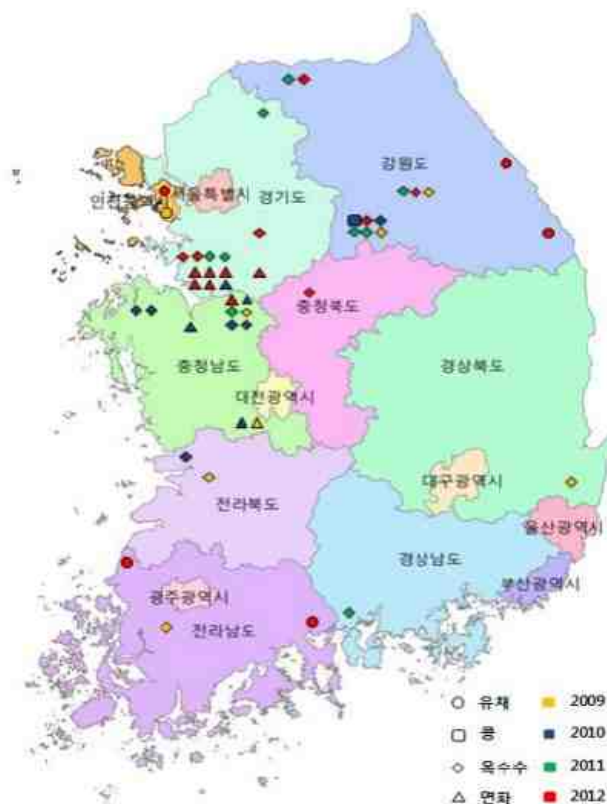 강원도
서울특별시
인천광역시
경기도
충청북도
충청남도
경상북도
대전광역시
대구광역시
전라북도
울산광역시
경상남도
부산광역시
광주광역시
전라남도
유채 2009
콩 2010
옥수수 2011
면화 2012